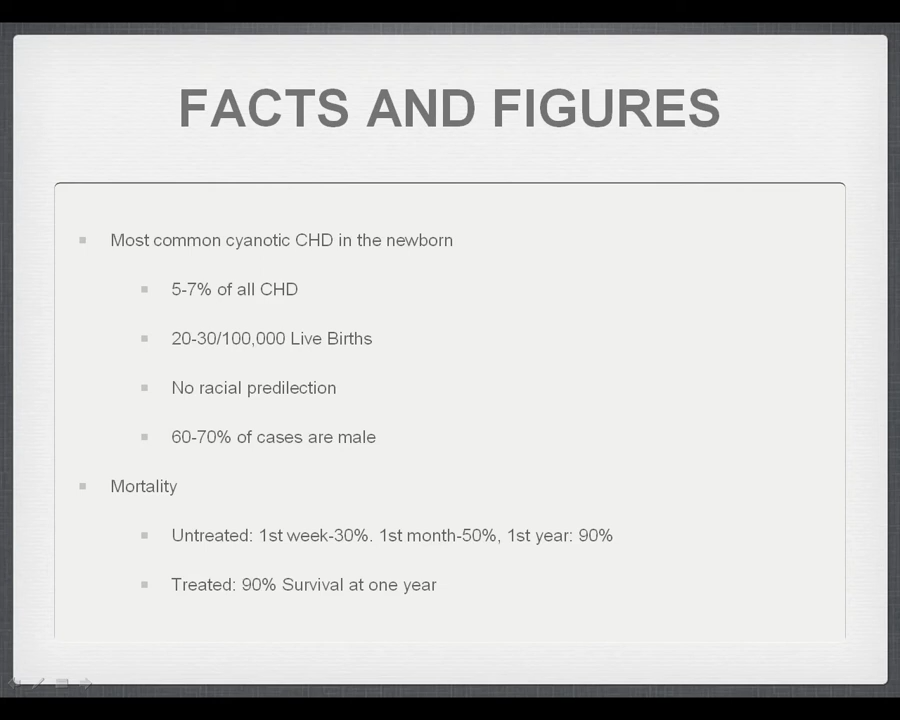 FACTS AND FIGURES
Most common cyanotic CHD in the newborn
5-7% of all CHD
20-30/100,000 Live Births
No racial predilection
60-70% of cases are male
Mortality
Untreated: 1st week-30%. 1st month-50%, 1st year: 90%
Treated: 90% Survival at one year